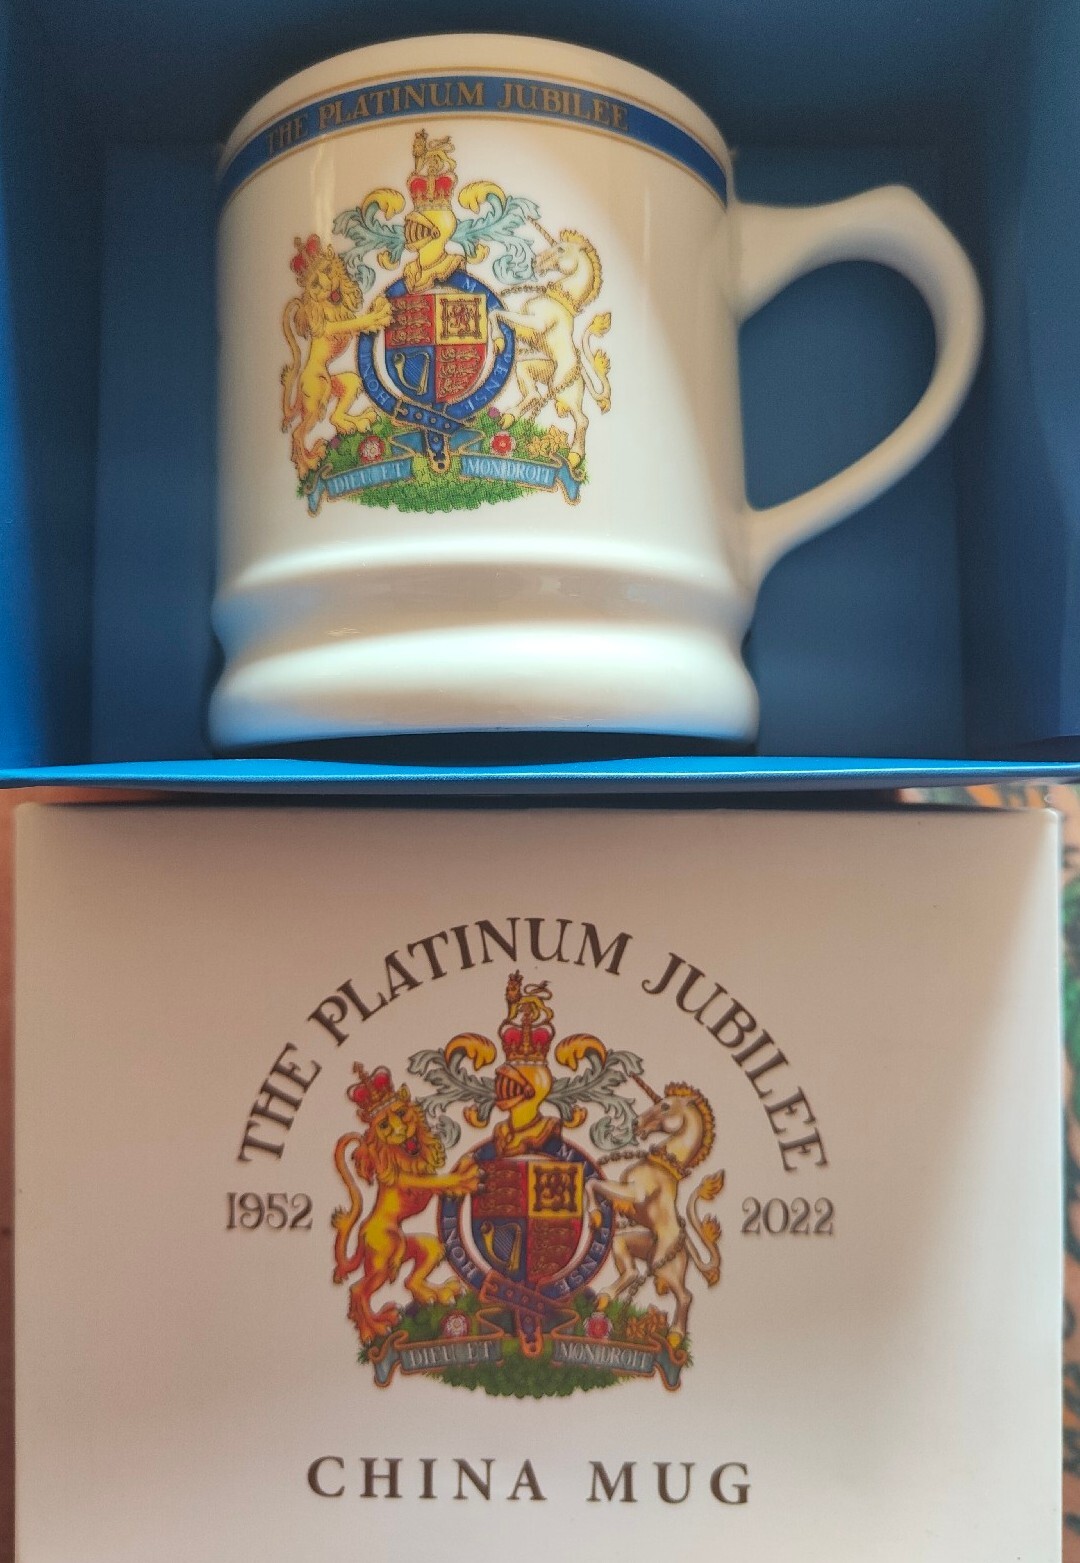 THE PLATINUM JUBILEE
M
HONI
PENSE
DIEU ET MON DROIT
THE PLATINUM JUBILEE
1952
2022
M
HONI
PENSE
DIEU ET MON DROIT
CHINA MUG